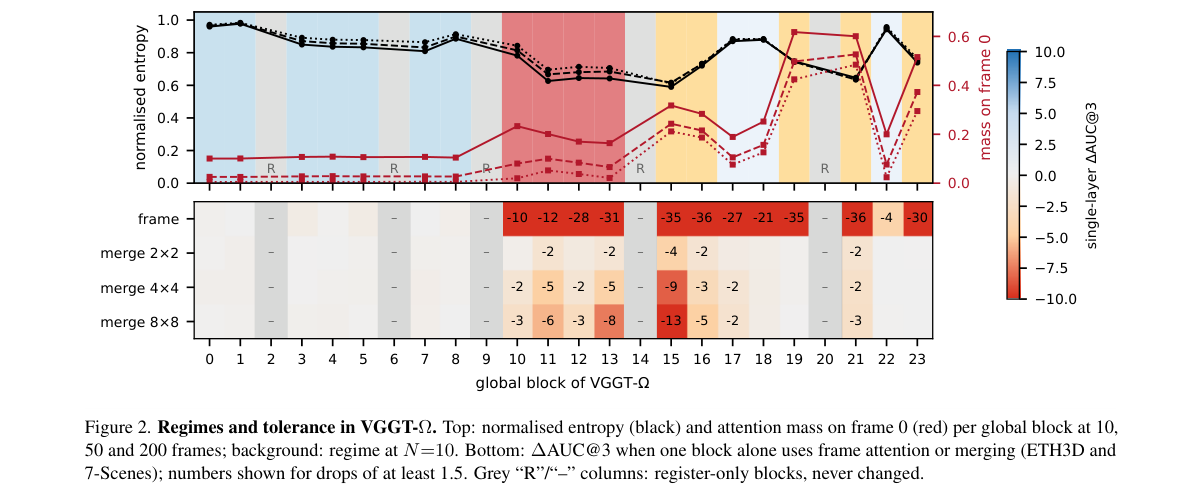 1.0
0.8
0.6
0.4
0.2
0.0
normalised entropy
R R R R R
0.6
0.4
0.2
0.0
mass on frame 0
frame – – – -10 -12 -28 -31 – -35 -36 -27 -21 -35 – -36 -4 -30
merge 2×2 – – – -2 -2 – -4 -2 – -2
merge 4×4 – – – -2 -5 -2 -5 – -9 -3 -2 – -2
merge 8×8 – – – -3 -6 -3 -8 – -13 -5 -2 – -3
0 1 2 3 4 5 6 7 8 9 10 11 12 13 14 15 16 17 18 19 20 21 22 23
global block of VGGT-Ω
10.0
7.5
5.0
2.5
0.0
−2.5
−5.0
−7.5
−10.0
single-layer ΔAUC@3
Figure 2. Regimes and tolerance in VGGT-Ω. Top: normalised entropy (black) and attention mass on frame 0 (red) per global block at 10,
50 and 200 frames; background: regime at N=10. Bottom: ΔAUC@3 when one block alone uses frame attention or merging (ETH3D and
7-Scenes); numbers shown for drops of at least 1.5. Grey “R”/“–” columns: register-only blocks, never changed.